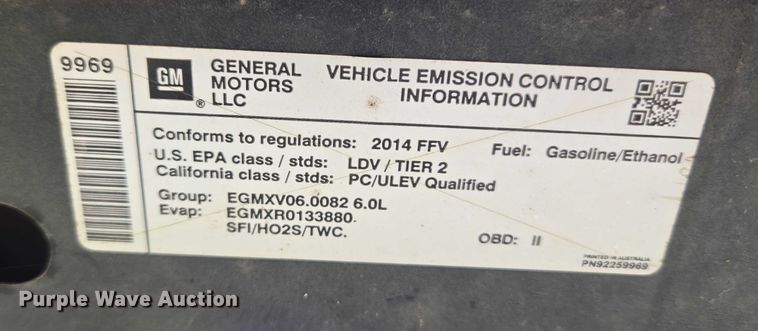 9969
GM
®
GENERAL
MOTORS
LLC
VEHICLE EMISSION CONTROL
INFORMATION
Conforms to regulations: 2014 FFV
Fuel: Gasoline/Ethanol
U.S. EPA class / stds: LDV / TIER 2
California class / stds: PC/ULEV Qualified
Group: EGMXV06.0082 6.0L
Evap: EGMXR0133880.
SFI/HO2S/TWC.
OBD: II
PRINTED IN AUSTRALIA
PN92259969
Purple Wave Auction